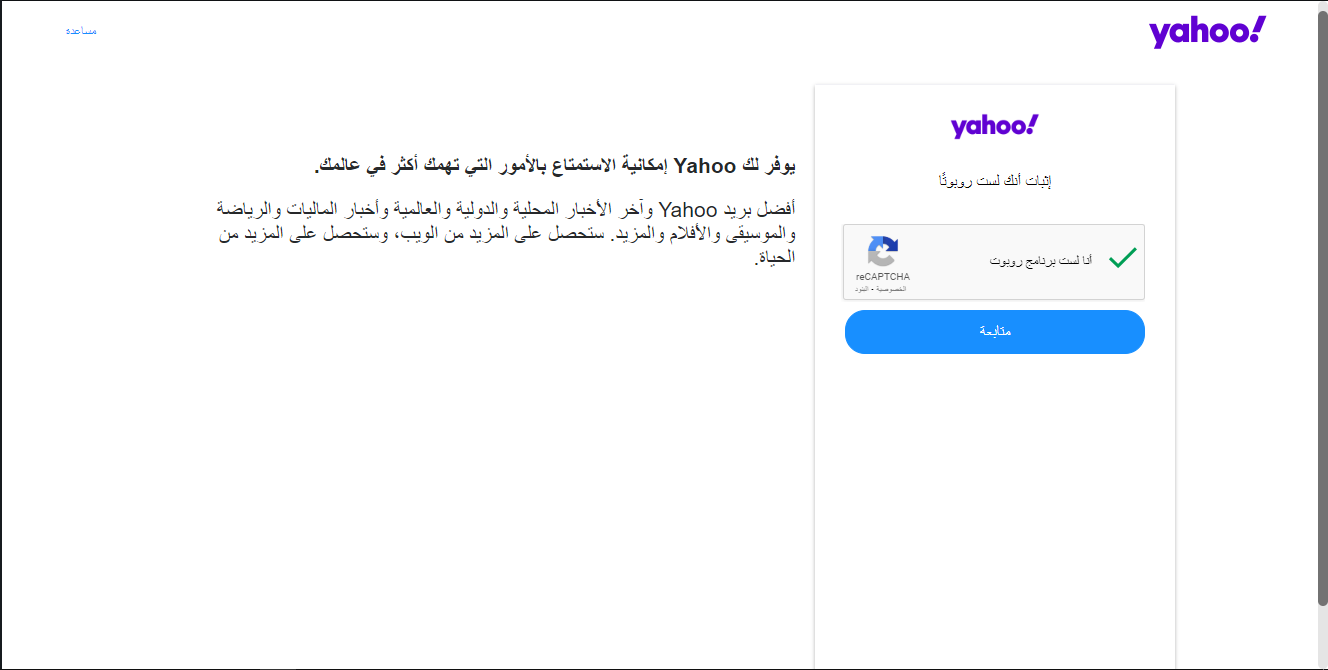 yahoo!
مساعدة
yahoo!
إثبات أنك لست روبوتًا
أنا لست برنامج روبوت
reCAPTCHA
الخصوصية - البنود
متابعة
يوفر لك Yahoo إمكانية الاستمتاع بالأمور التي تهمك أكثر في عالمك.
أفضل بريد Yahoo وآخر الأخبار المحلية والدولية والعالمية وأخبار الماليات والرياضة
والموسيقى والأفلام والمزيد. ستحصل على المزيد من الويب، وستحصل على المزيد من
الحياة.